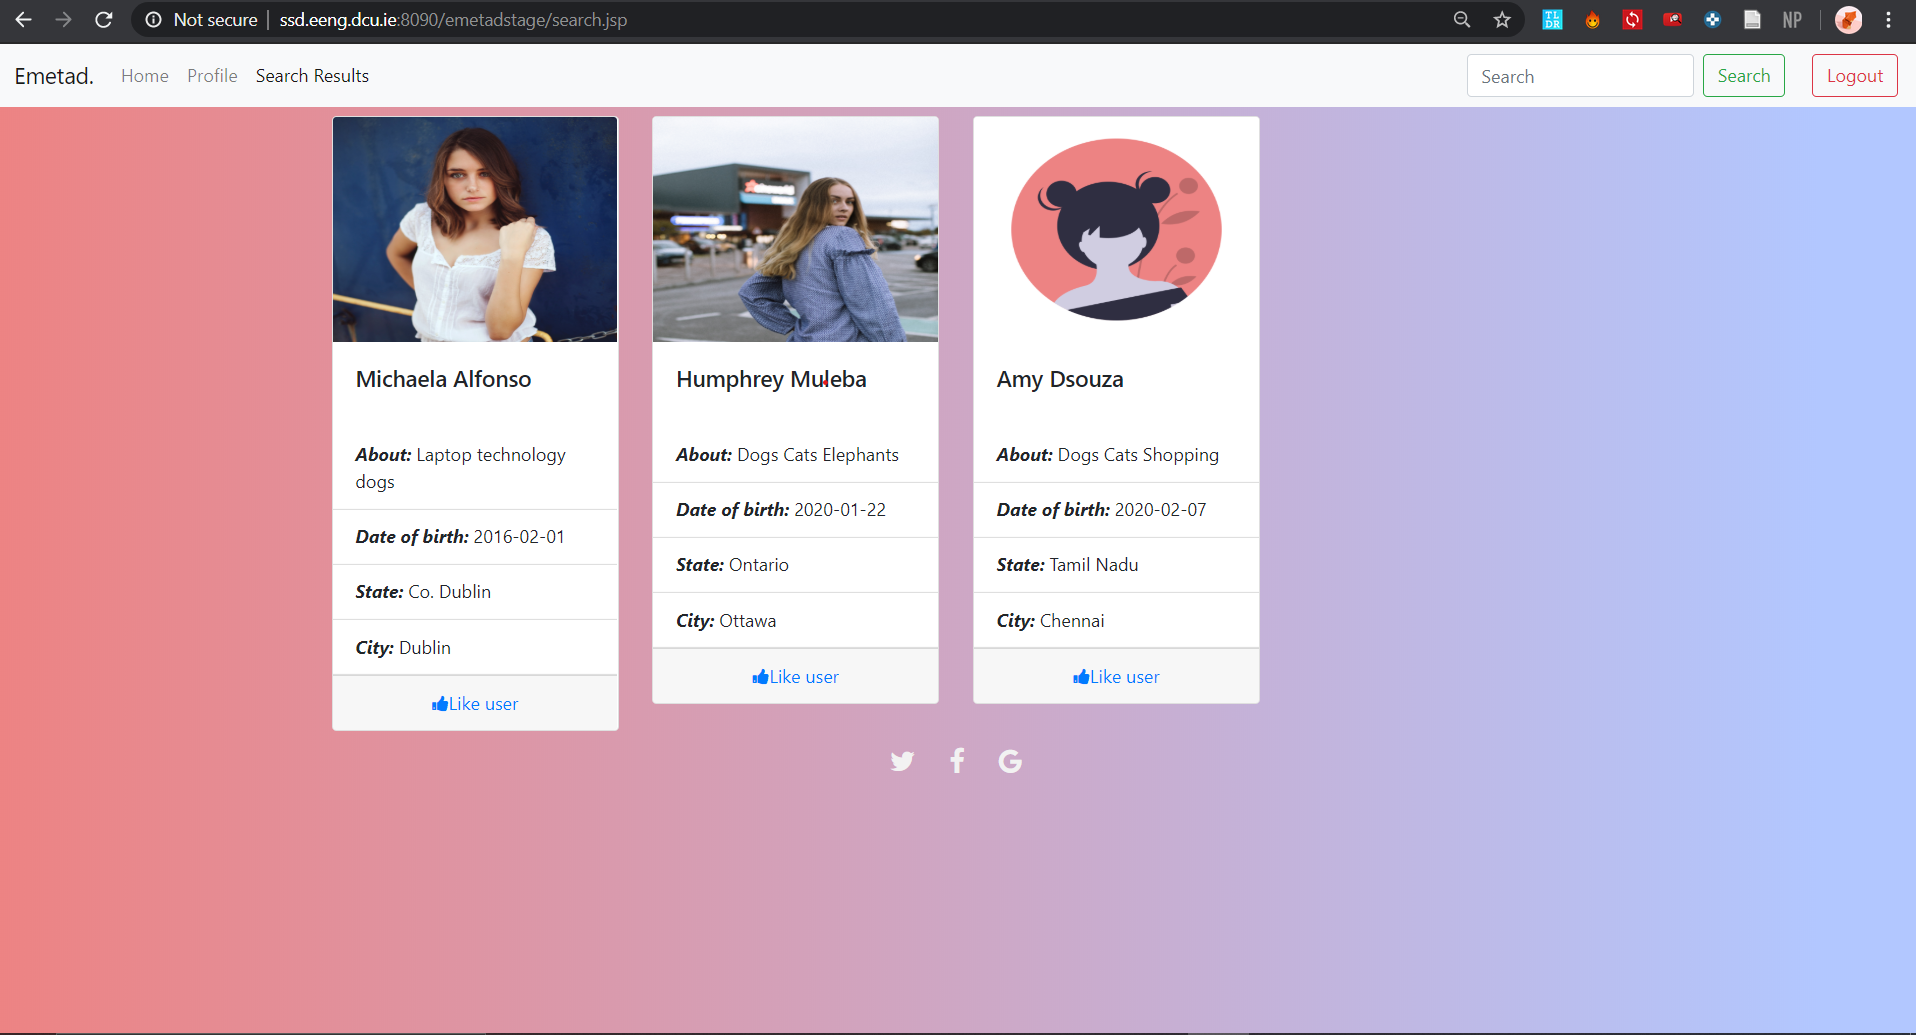 Not secure | ssd.eeng.dcu.ie:8090/emetadstage/search.jsp
TL
DR
NP
Emetad.
Home
Profile
Search Results
Search
Search
Logout
Michaela Alfonso
About: Laptop technology
dogs
Date of birth: 2016-02-01
State: Co. Dublin
City: Dublin
Like user
Humphrey Muleba
About: Dogs Cats Elephants
Date of birth: 2020-01-22
State: Ontario
City: Ottawa
Like user
Amy Dsouza
About: Dogs Cats Shopping
Date of birth: 2020-02-07
State: Tamil Nadu
City: Chennai
Like user